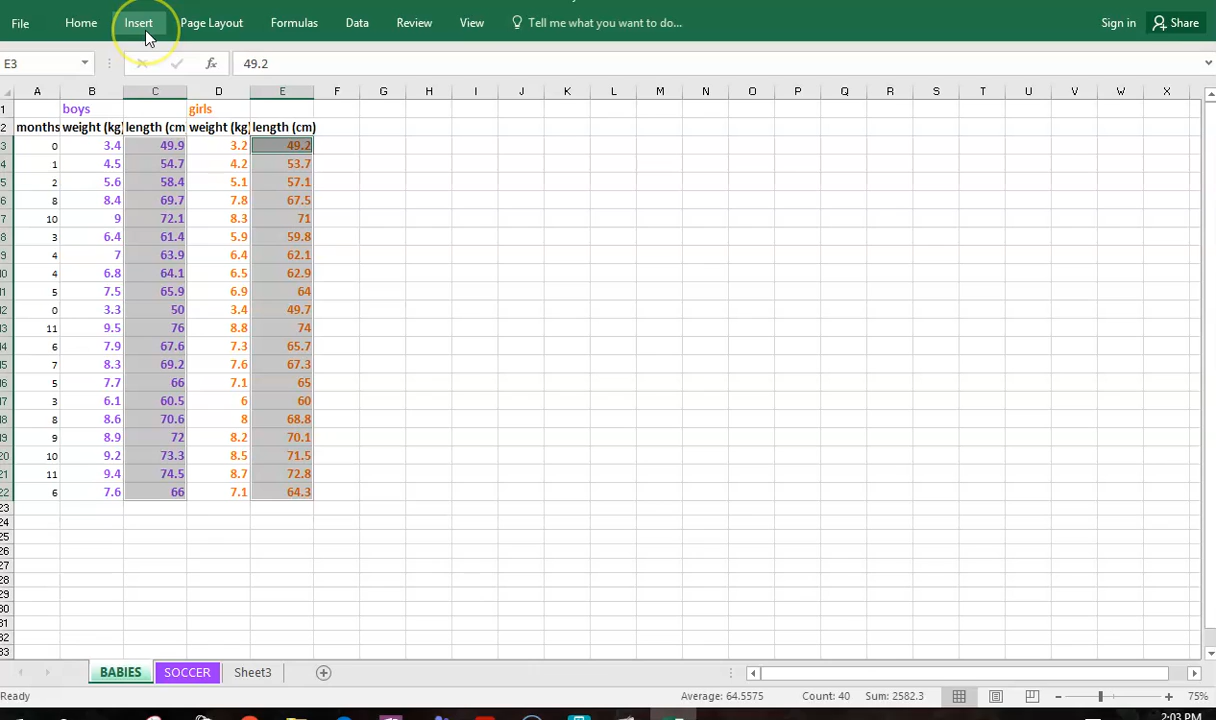 File Home Insert Page Layout Formulas Data Review View Tell me what you want to do... Sign in Share
E3 fx 49.2
A B C D E F G H I J K L M N O P Q R S T U V W X
1 boys girls
2 months weight (kg) length (cm weight (kg) length (cm)
3 0 3.4 49.9 3.2 49.2
4 1 4.5 54.7 4.2 53.7
5 2 5.6 58.4 5.1 57.1
6 8 8.4 69.7 7.8 67.5
7 10 9 72.1 8.3 71
8 3 6.4 61.4 5.9 59.8
9 4 7 63.9 6.4 62.1
10 4 6.8 64.1 6.5 62.9
11 5 7.5 65.9 6.9 64
12 0 3.3 50 3.4 49.7
13 11 9.5 76 8.8 74
14 6 7.9 67.6 7.3 65.7
15 7 8.3 69.2 7.6 67.3
16 5 7.7 66 7.1 65
17 3 6.1 60.5 6 60
18 8 8.6 70.6 8 68.8
19 9 8.9 72 8.2 70.1
20 10 9.2 73.3 8.5 71.5
21 11 9.4 74.5 8.7 72.8
22 6 7.6 66 7.1 64.3
23
24
25
26
27
28
29
30
31
32
33
BABIES SOCCER Sheet3
Ready Average: 64.5575 Count: 40 Sum: 2582.3 75%
2:03 PM